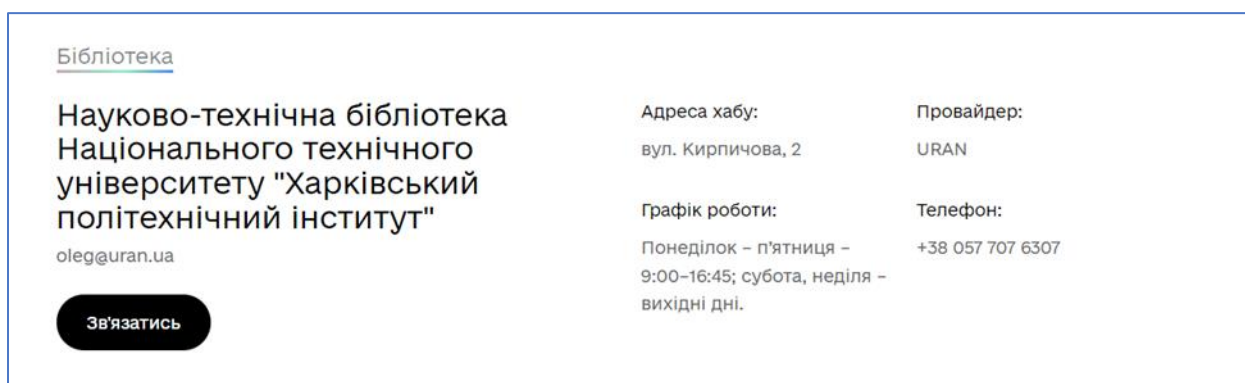 Бібліотека
Науково-технічна бібліотека
Національного технічного
університету "Харківський
політехнічний інститут"
oleg@uran.ua
Зв'язатись
Адреса хабу:
вул. Кирпичова, 2
Провайдер:
URAN
Графік роботи:
Понеділок – п'ятниця –
9:00–16:45; субота, неділя –
вихідні дні.
Телефон:
+38 057 707 6307